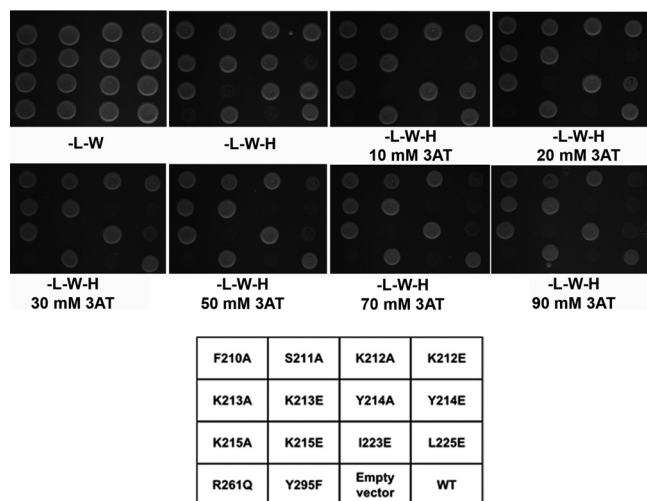 -L-W
-L-W-H
-L-W-H
10 mM 3AT
-L-W-H
20 mM 3AT
-L-W-H
30 mM 3AT
-L-W-H
50 mM 3AT
-L-W-H
70 mM 3AT
-L-W-H
90 mM 3AT
F210A S211A K212A K212E
K213A K213E Y214A Y214E
K215A K215E I223E L225E
R261Q Y295F Empty vector WT